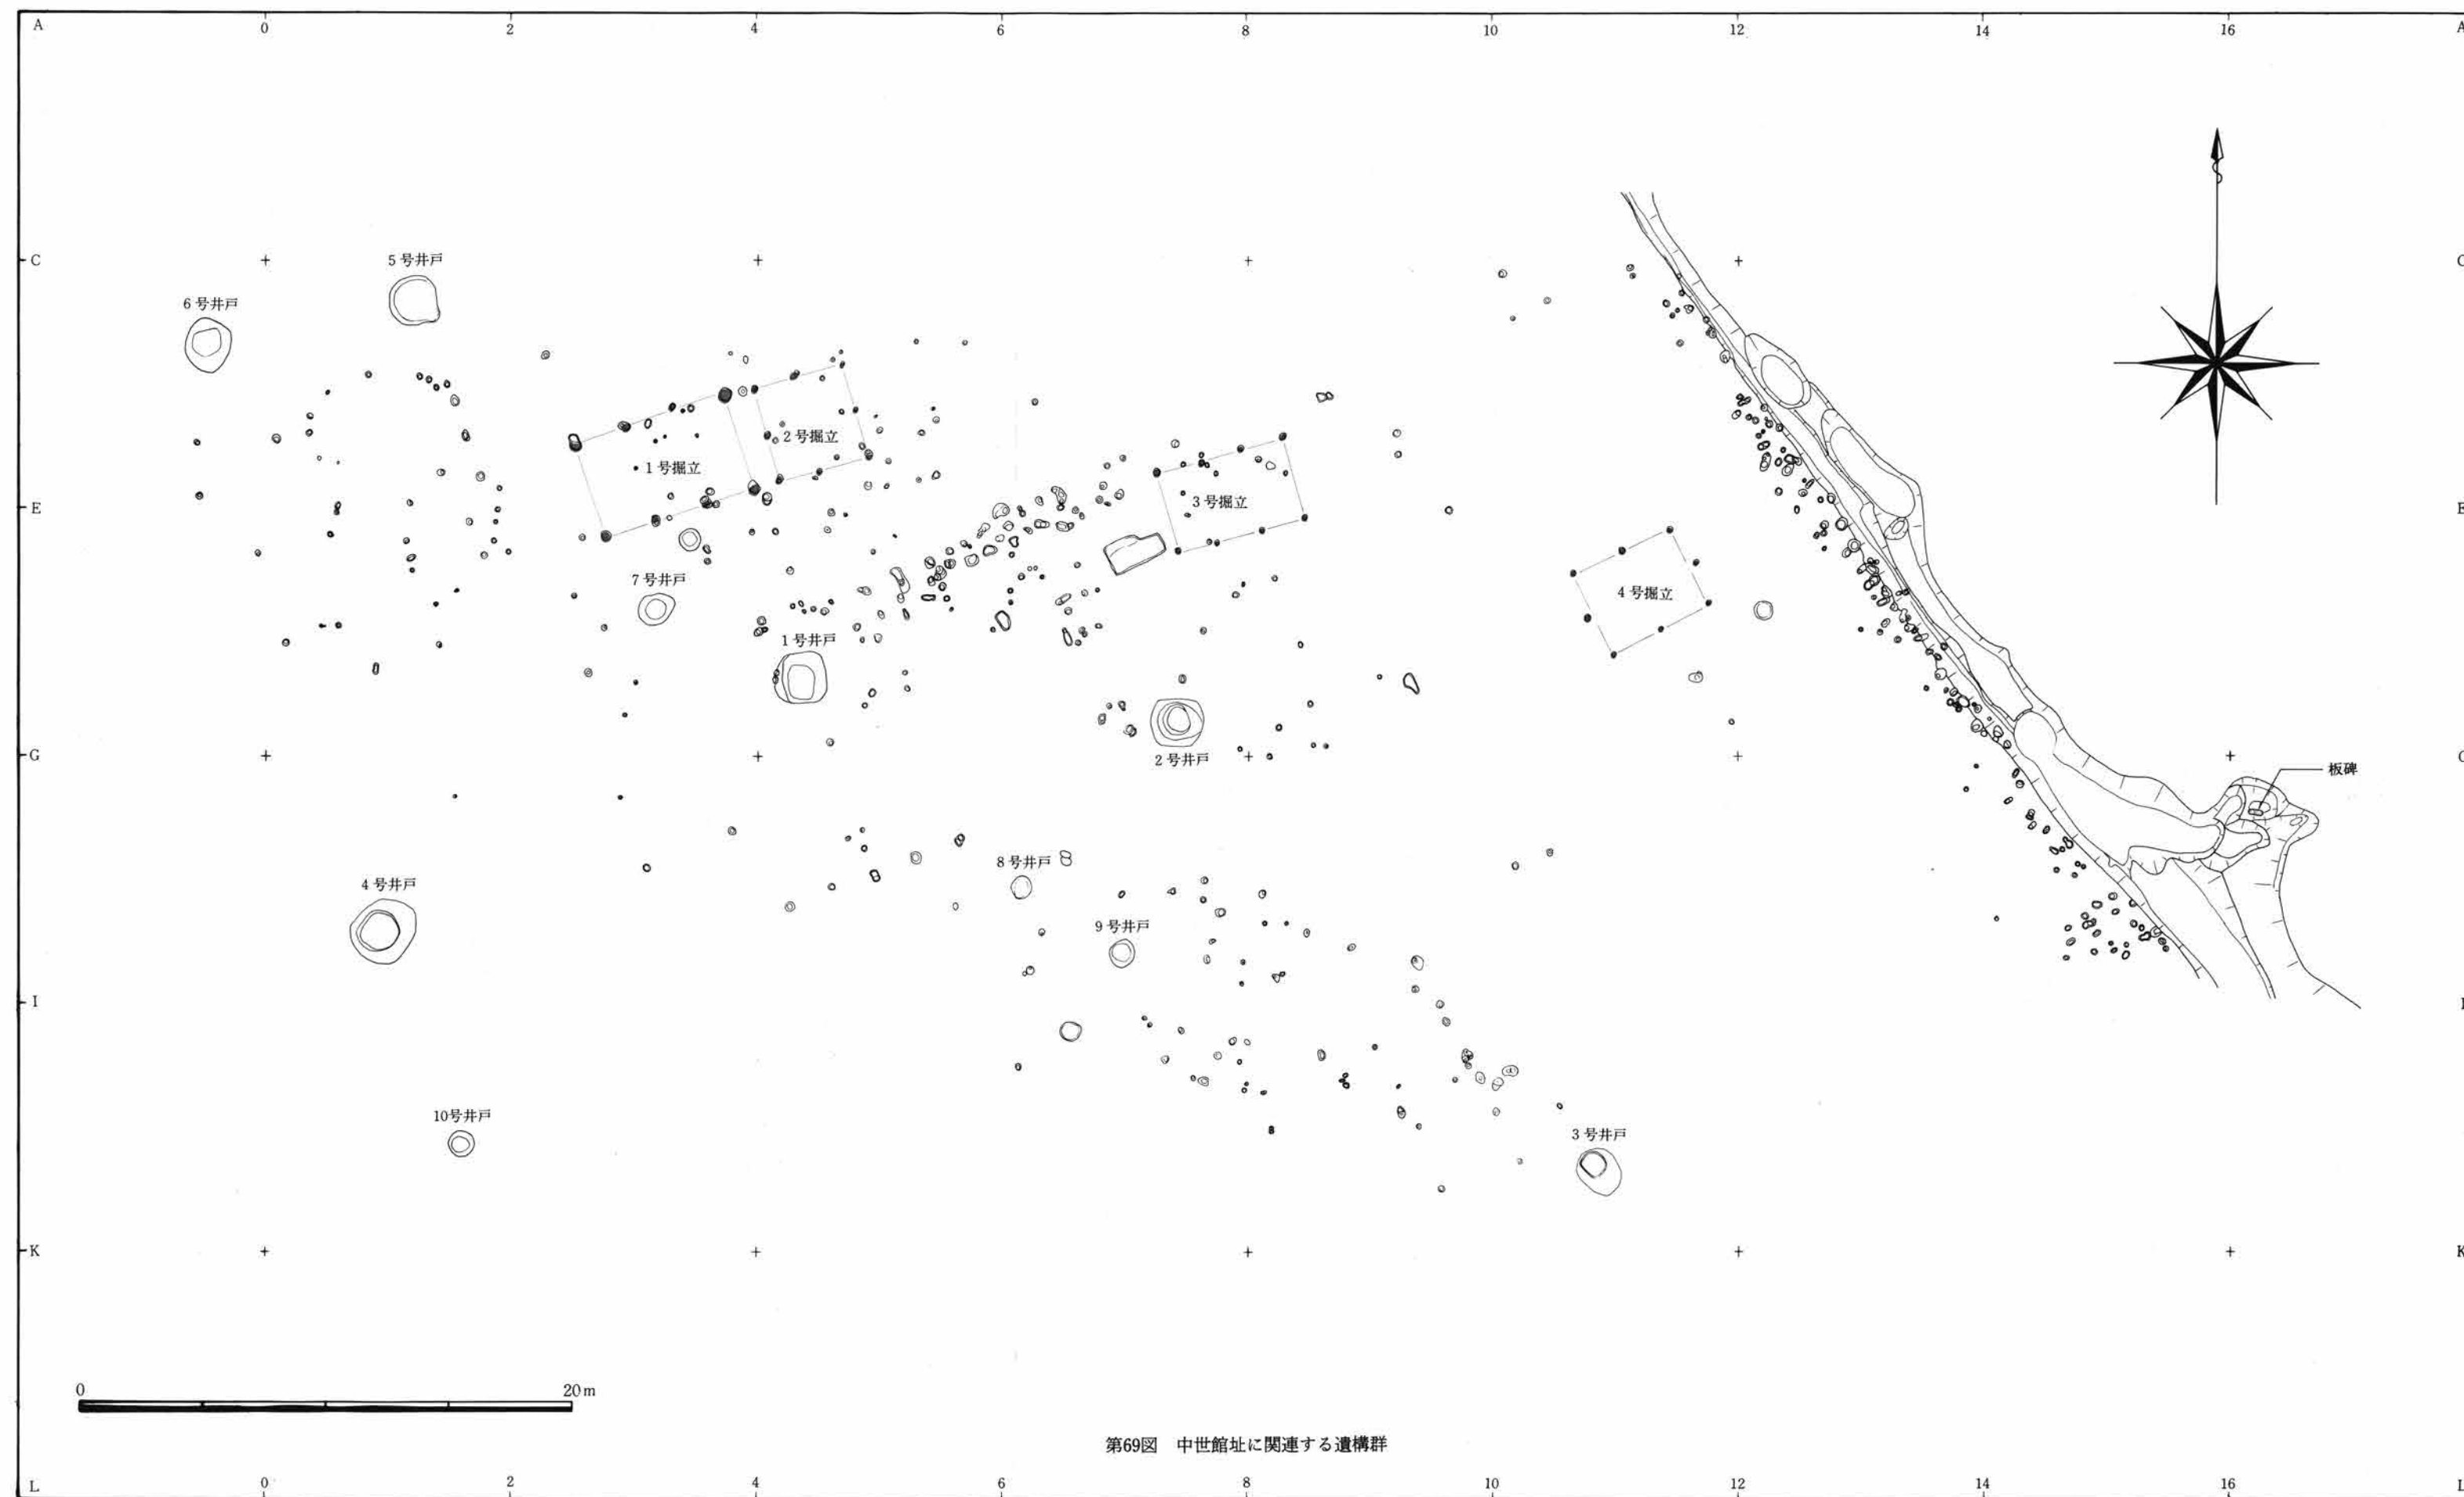 A 0 2 4 6 8 10 12 14 16 A
C
5号井戸
6号井戸
2号掘立
1号掘立
3号掘立
E E
7号井戸
4号掘立
1号井戸
G
2号井戸
板碑
8号井戸
4号井戸
9号井戸
I
10号井戸
3号井戸
K K
0 20m
第69図 中世館址に関連する遺構群
L 0 2 4 6 8 10 12 14 16